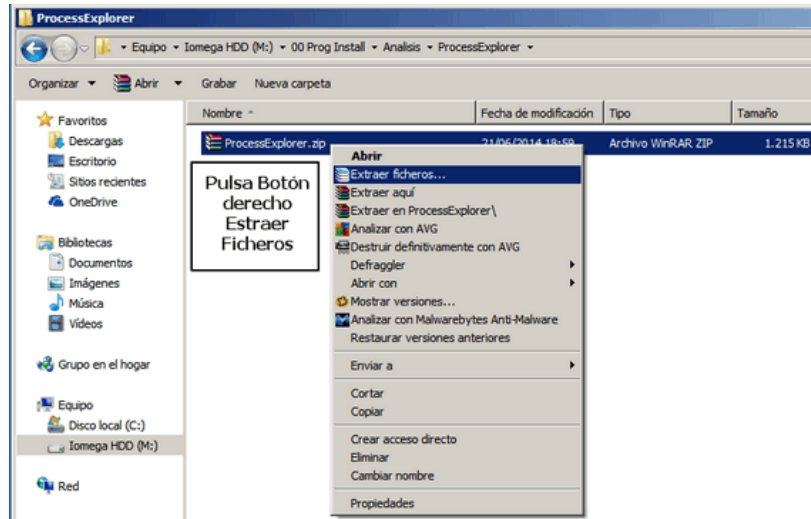 ProcessExplorer
Equipo Iomega HDD (M:) 00 Prog Install Analisis ProcessExplorer
Organizar Abrir Grabar Nueva carpeta
Nombre Fecha de modificación Tipo Tamaño
Favoritos
Descargas
Escritorio
Sitios recientes
OneDrive
Bibliotecas
Documentos
Imágenes
Música
Vídeos
Grupo en el hogar
Equipo
Disco local (C:)
Iomega HDD (M:)
Red
ProcessExplorer.zip 21/06/2014 18:59 Archivo WinRAR ZIP 1.215 KB
Pulsa Botón
derecho
Estraer
Ficheros
Abrir
Extraer ficheros...
Extraer aquí
Extraer en ProcessExplorer\
Analizar con AVG
Destruir definitivamente con AVG
Defraggler
Abrir con
Mostrar versiones...
Analizar con Malwarebytes Anti-Malware
Restaurar versiones anteriores
Enviar a
Cortar
Copiar
Crear acceso directo
Eliminar
Cambiar nombre
Propiedades